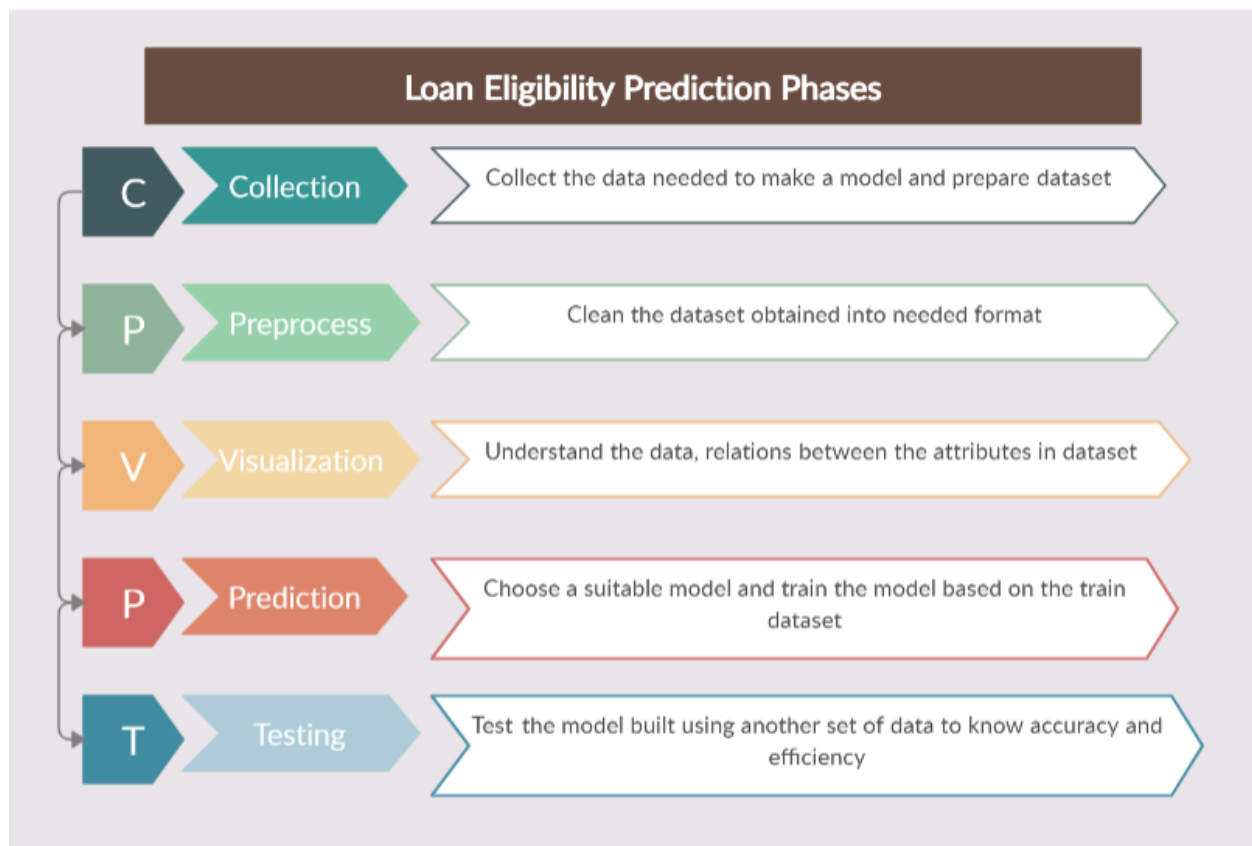 Loan Eligibility Prediction Phases
C
Collection
Collect the data needed to make a model and prepare dataset
P
Preprocess
Clean the dataset obtained into needed format
V
Visualization
Understand the data, relations between the attributes in dataset
P
Prediction
Choose a suitable model and train the model based on the train
dataset
T
Testing
Test the model built using another set of data to know accuracy and
efficiency